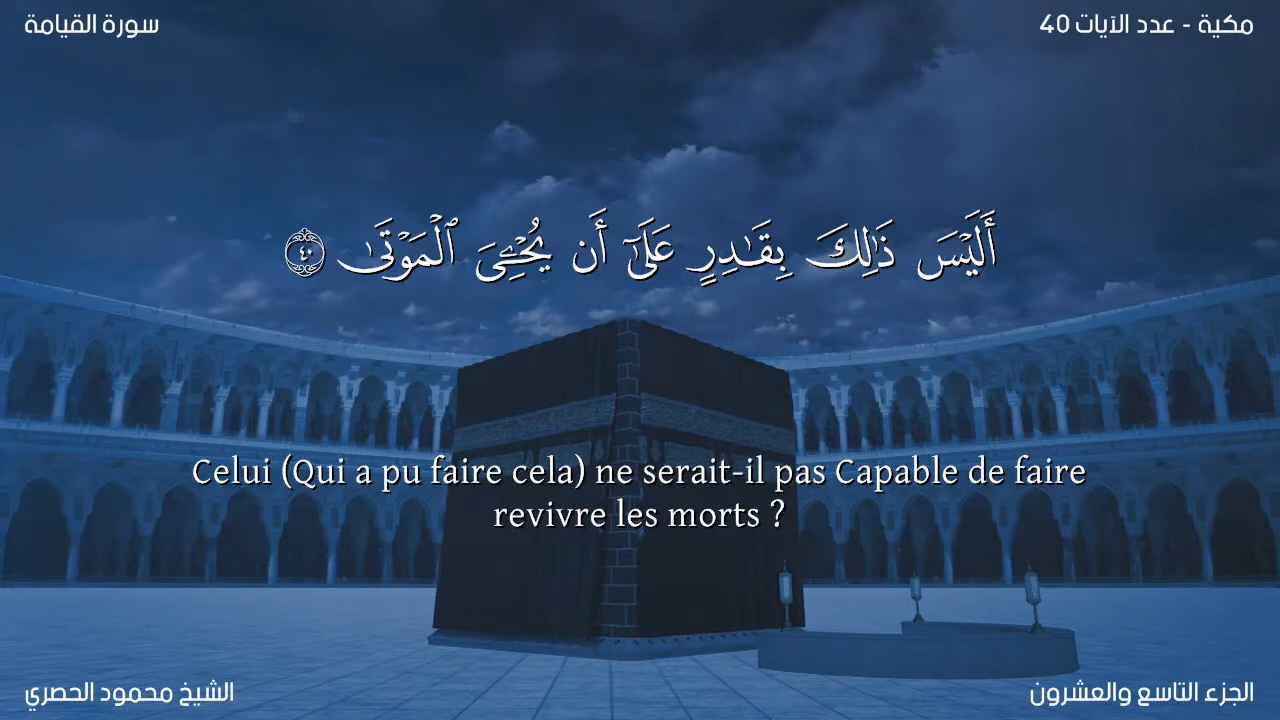 سورة القيامة
مكية - عدد الآيات 40
أَلَيْسَ ذَٰلِكَ بِقَـٰدِرٍ عَلَىٰٓ أَن يُحْـِۧىَ ٱلْمَوْتَىٰ ٤٠
Celui (Qui a pu faire cela) ne serait-il pas Capable de faire
revivre les morts ?
الشيخ محمود الحصري
الجزء التاسع والعشرون